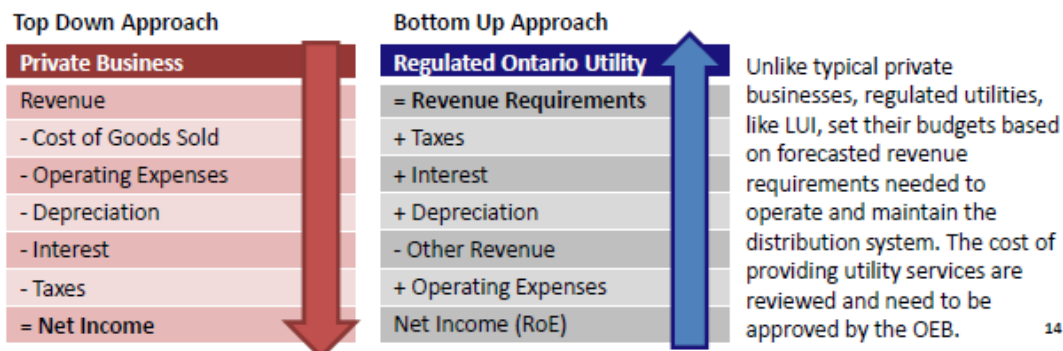 Top Down Approach
Private Business
Revenue
- Cost of Goods Sold
- Operating Expenses
- Depreciation
- Interest
- Taxes
= Net Income
Bottom Up Approach
Regulated Ontario Utility
= Revenue Requirements
+ Taxes
+ Interest
+ Depreciation
- Other Revenue
+ Operating Expenses
Net Income (RoE)
Unlike typical private
businesses, regulated utilities,
like LUI, set their budgets based
on forecasted revenue
requirements needed to
operate and maintain the
distribution system. The cost of
providing utility services are
reviewed and need to be
approved by the OEB.
14